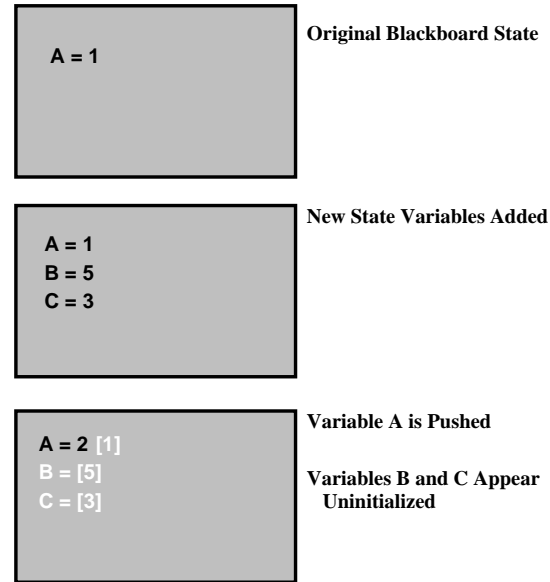 A = 1
Original Blackboard State
A = 1
B = 5
C = 3
New State Variables Added
A = 2 [1]
B = [5]
C = [3]
Variable A is Pushed
Variables B and C Appear
Uninitialized